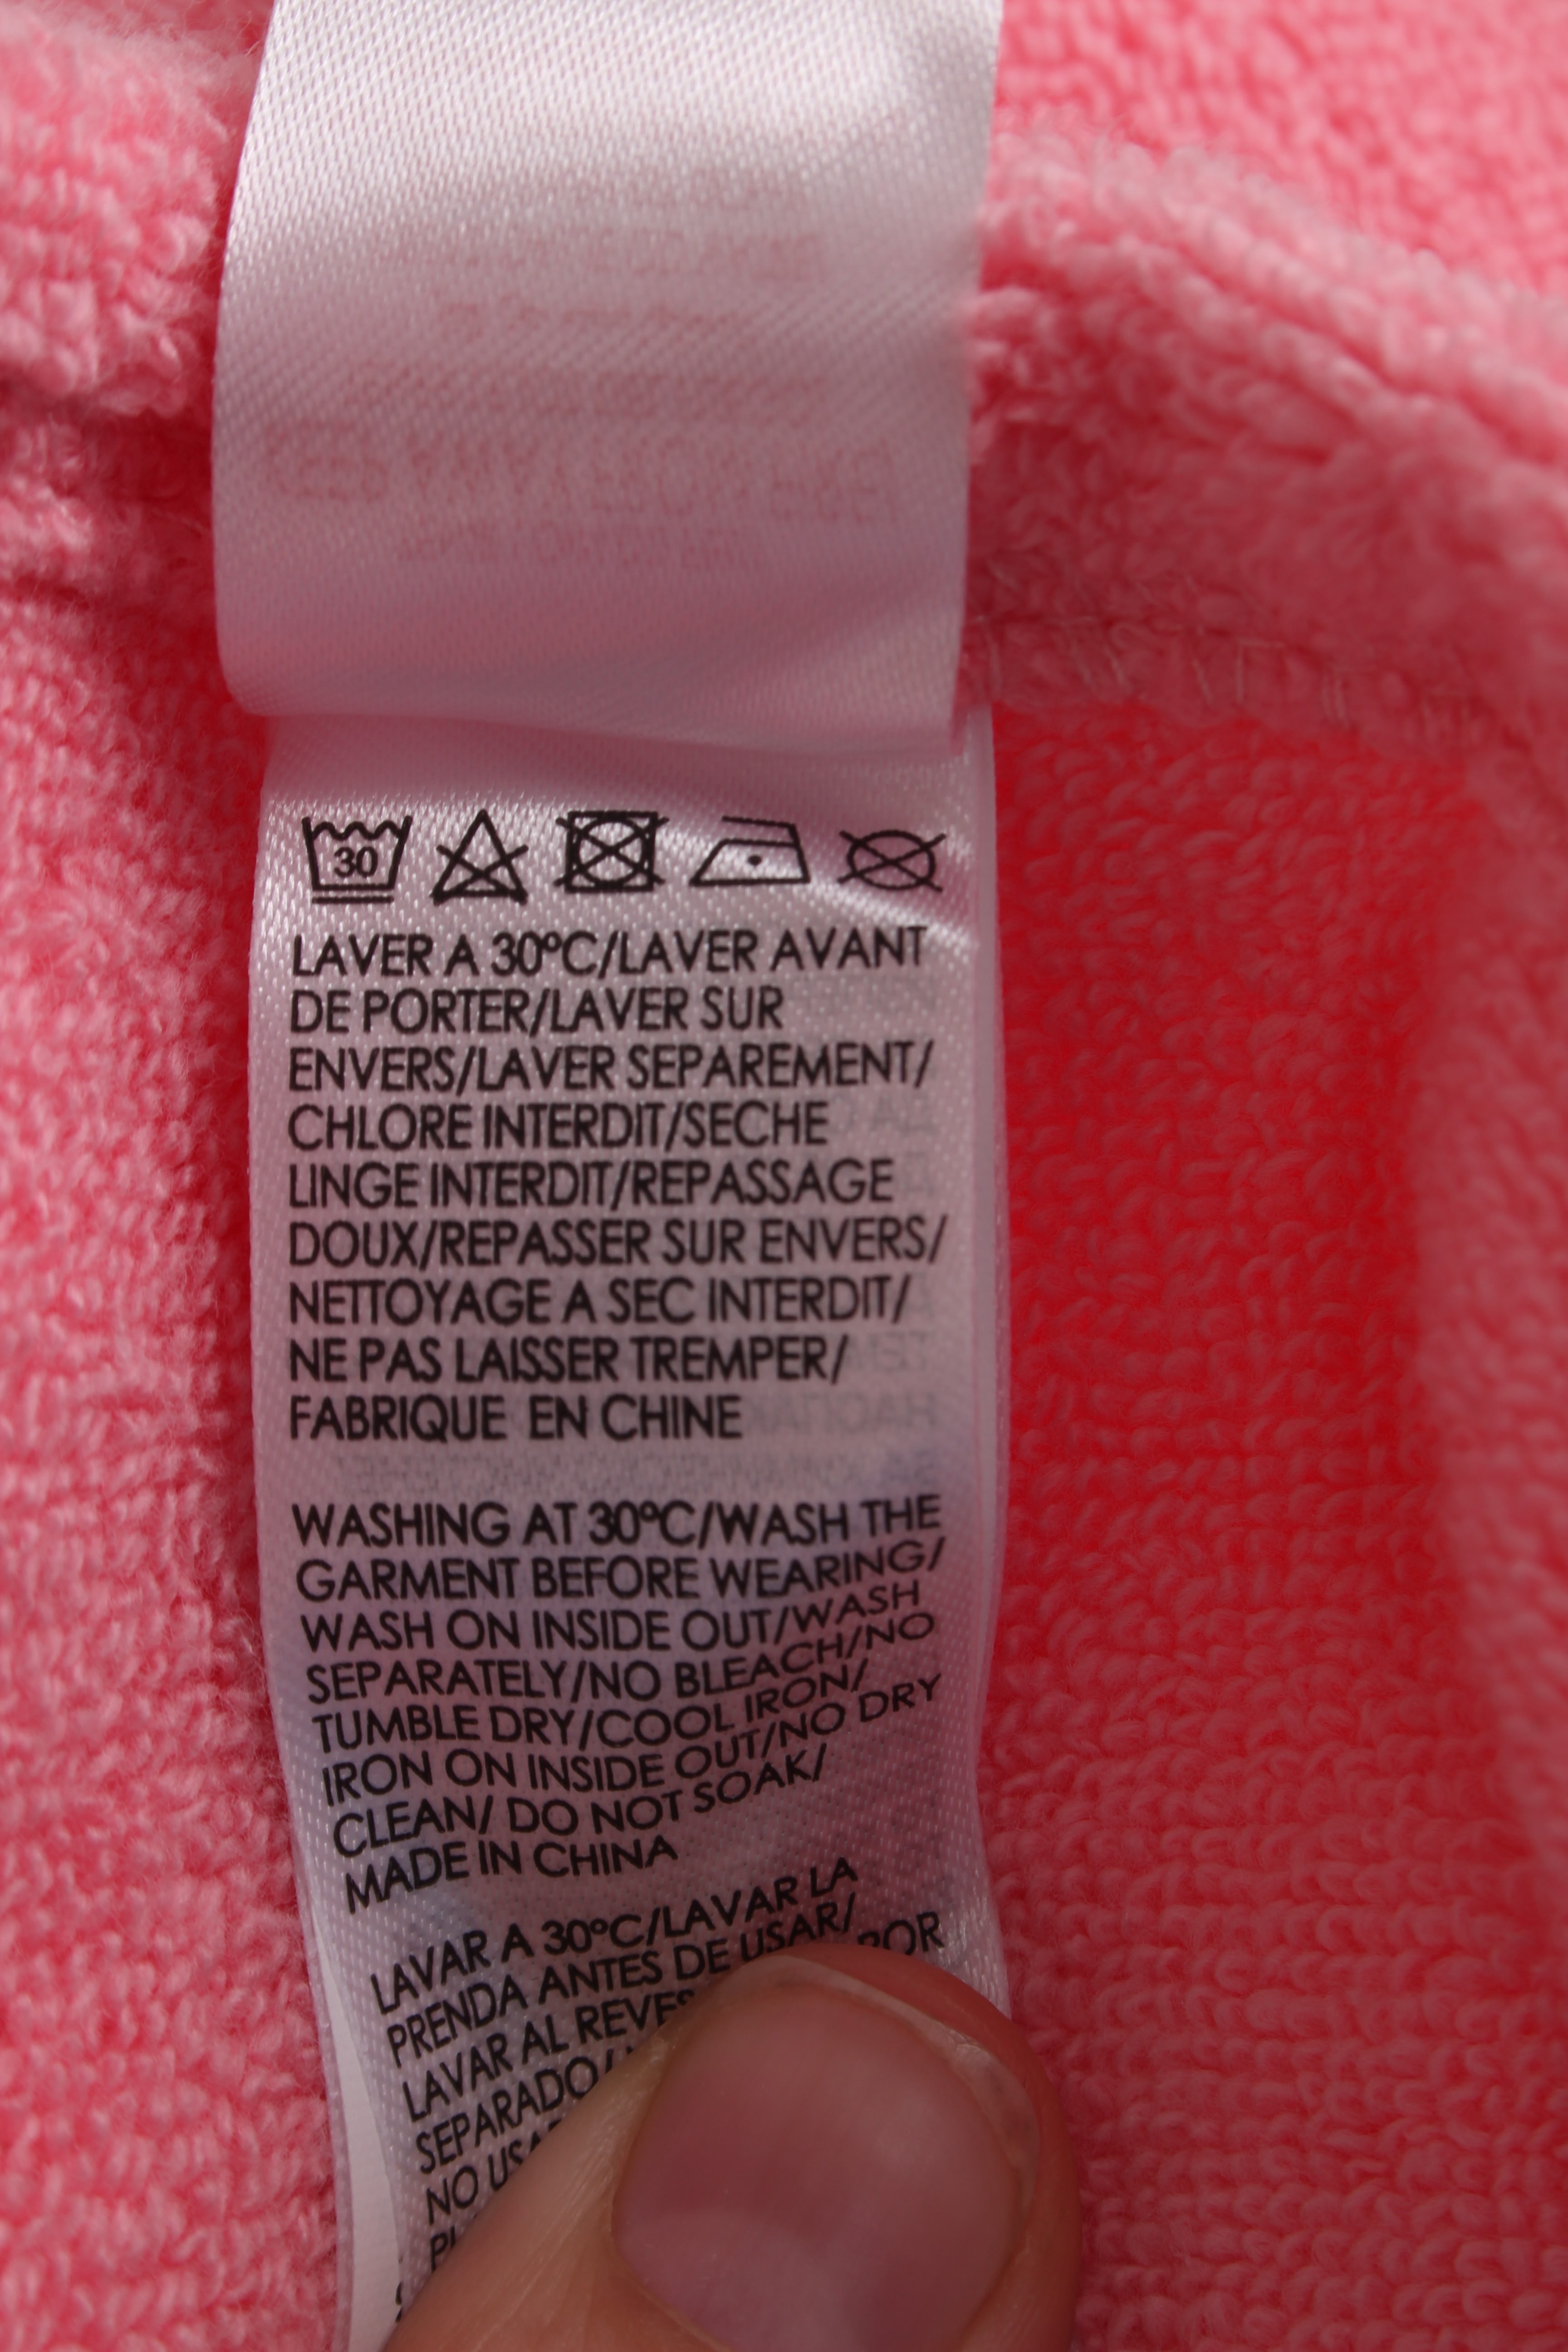 30
LAVER A 30°C/LAVER AVANT
DE PORTER/LAVER SUR
ENVERS/LAVER SEPAREMENT/
CHLORE INTERDIT/SECHE
LINGE INTERDIT/REPASSAGE
DOUX/REPASSER SUR ENVERS/
NETTOYAGE A SEC INTERDIT/
NE PAS LAISSER TREMPER/
FABRIQUE EN CHINE
WASHING AT 30°C/WASH THE
GARMENT BEFORE WEARING/
WASH ON INSIDE OUT/WASH
SEPARATELY/NO BLEACH/NO
TUMBLE DRY/COOL IRON/
IRON ON INSIDE OUT/NO DRY
CLEAN/ DO NOT SOAK/
MADE IN CHINA
LAVAR A 30°C/LAVAR LA
PRENDA ANTES DE USAR/
LAVAR AL REVES POR
SEPARADO/
NO